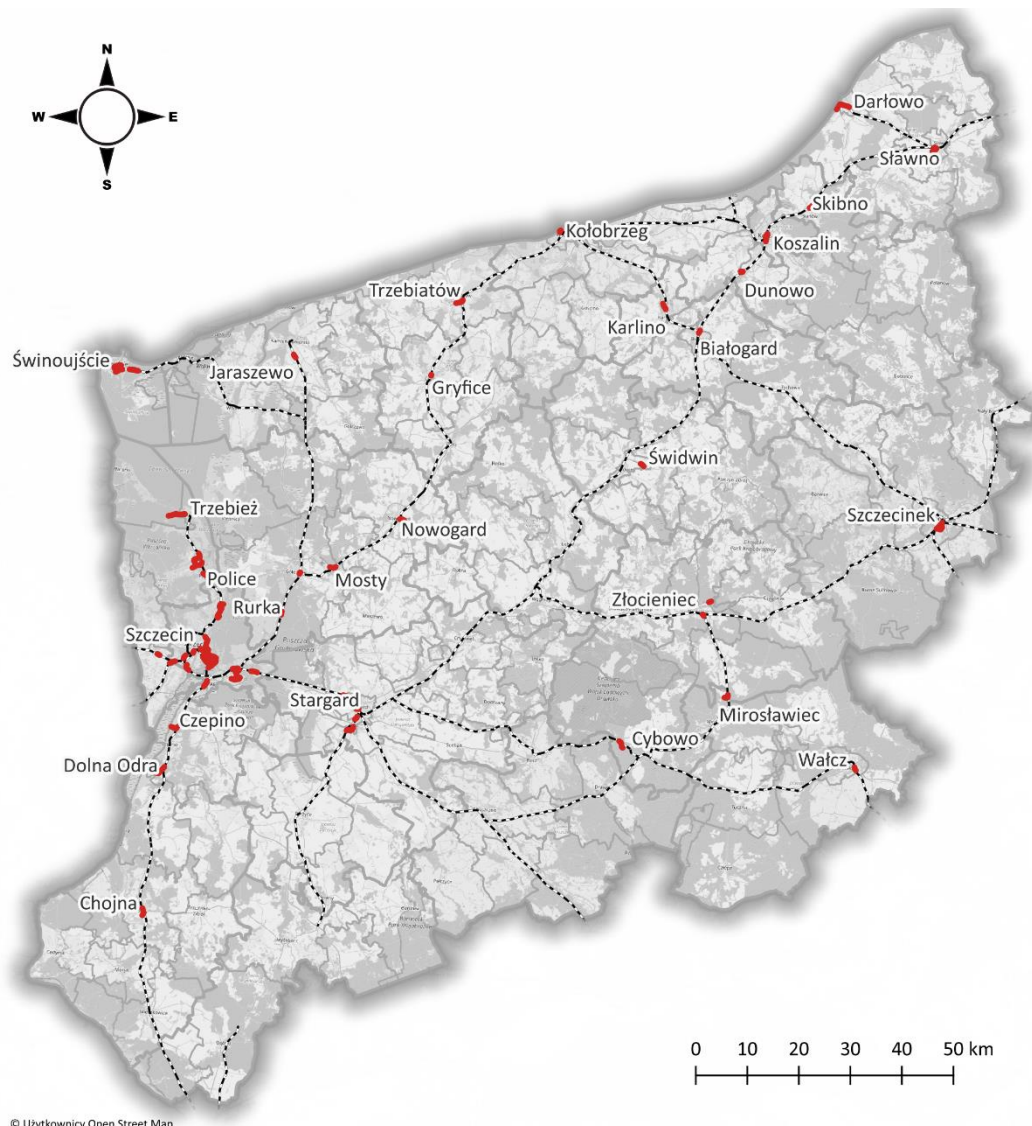 N
W E
S
Darłowo
Sławno
Skibno
Kołobrzeg
Koszalin
Dunowo
Trzebiatów
Karlino
Białogard
Świnoujście
Jaraszewo
Gryfice
Świdwin
Trzebież
Nowogard
Szczecinek
Police
Mosty
Rurka
Złocieniec
Szczecin
Stargard
Mirosławiec
Czepino
Cybowo
Dolna Odra
Wałcz
Chojna
0 10 20 30 40 50 km
© Użytkownicy Open Street Map